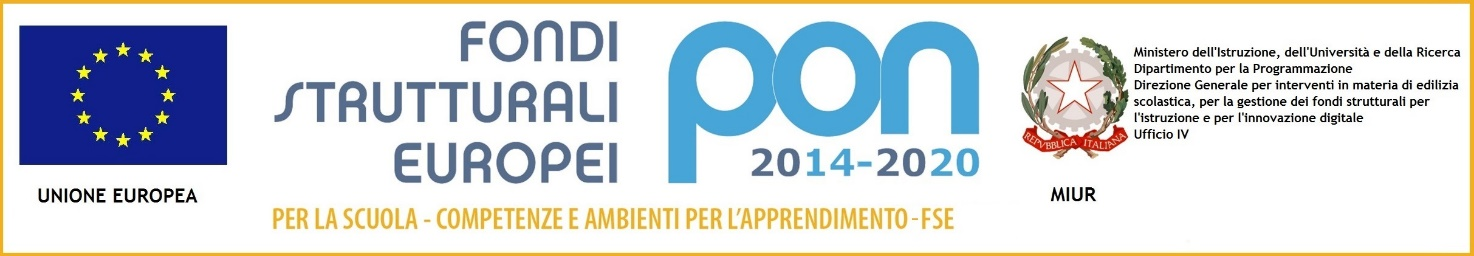 UNIONE EUROPEA
FONDI
STRUTTURALI
EUROPEI
pon
2014-2020
PER LA SCUOLA - COMPETENZE E AMBIENTI PER L'APPRENDIMENTO-FSE
REPVBBLICA ITALIANA
MIUR
Ministero dell'Istruzione, dell'Università e della Ricerca
Dipartimento per la Programmazione
Direzione Generale per interventi in materia di edilizia
scolastica, per la gestione dei fondi strutturali per
l'istruzione e per l'innovazione digitale
Ufficio IV